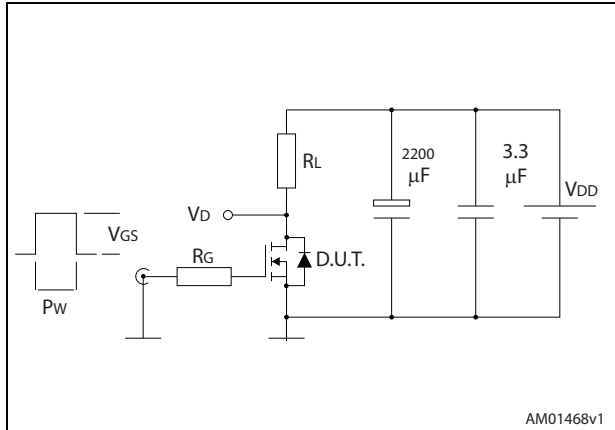 RL
2200
μF
3.3
μF
VDD
VD
VGS
RG
D.U.T.
PW
AM01468v1